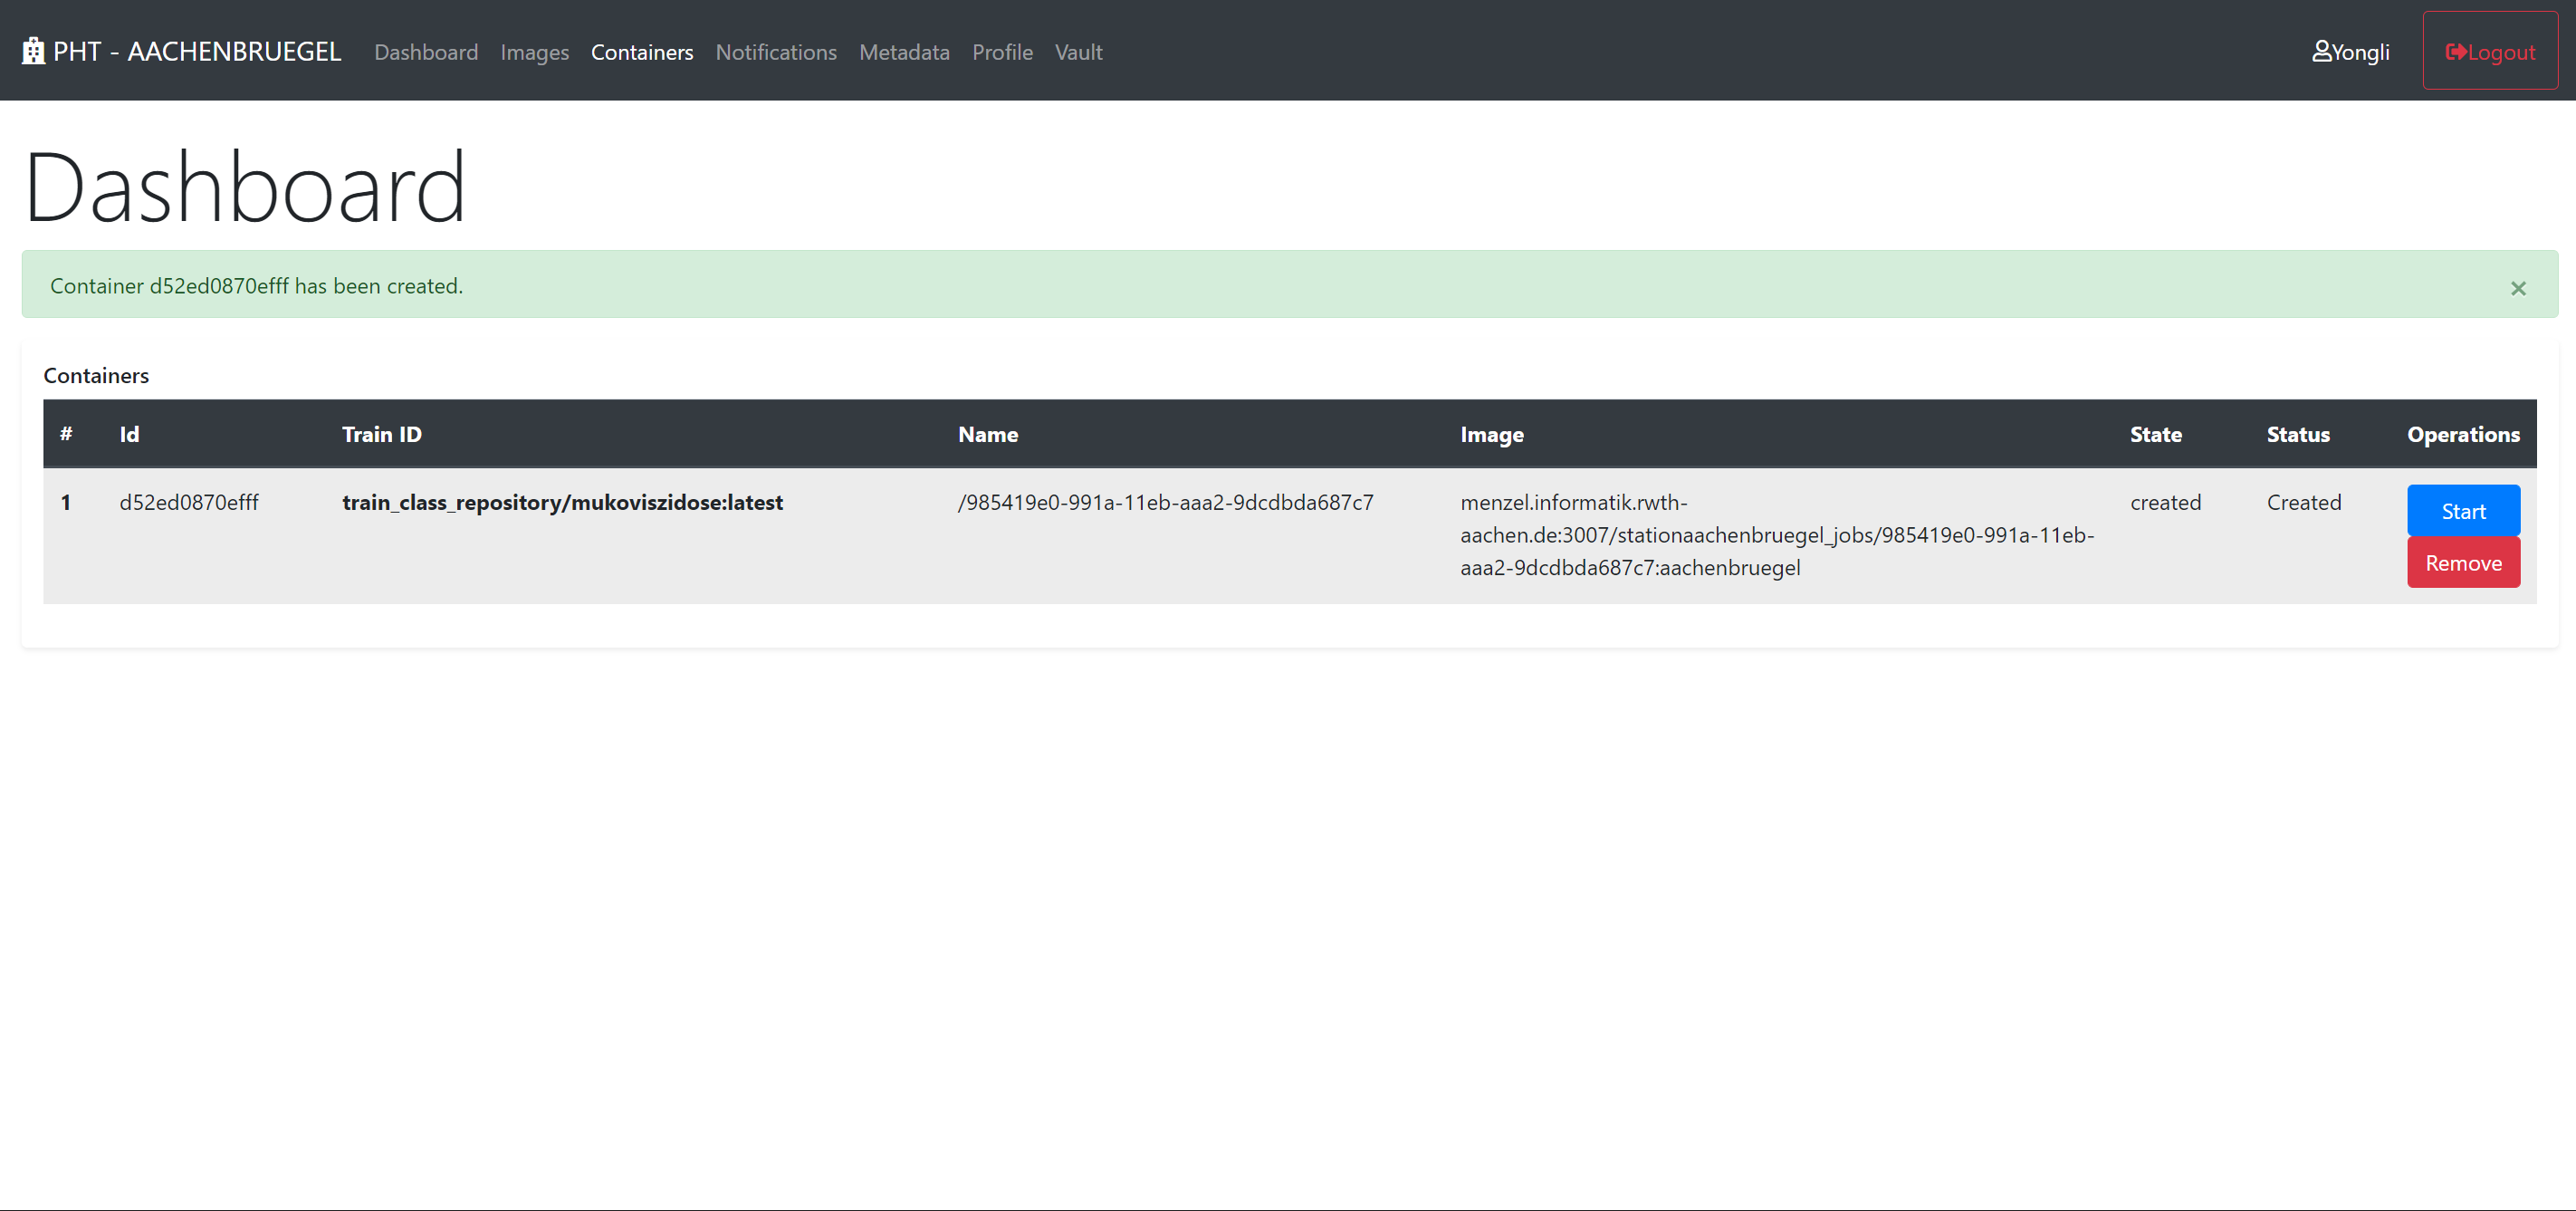 PHT - AACHENBRUEGEL Dashboard Images Containers Notifications Metadata Profile Vault Yongli Logout
Dashboard
Container d52ed0870efff has been created. ×
Containers
# Id Train ID Name Image State Status Operations
1 d52ed0870efff train_class_repository/mukoviszidose:latest /985419e0-991a-11eb-aaa2-9dcdbda687c7 menzel.informatik.rwth- created Created Start
aachen.de:3007/stationaachenbruegel_jobs/985419e0-991a-11eb-
aaa2-9dcdbda687c7:aachenbruegel Remove